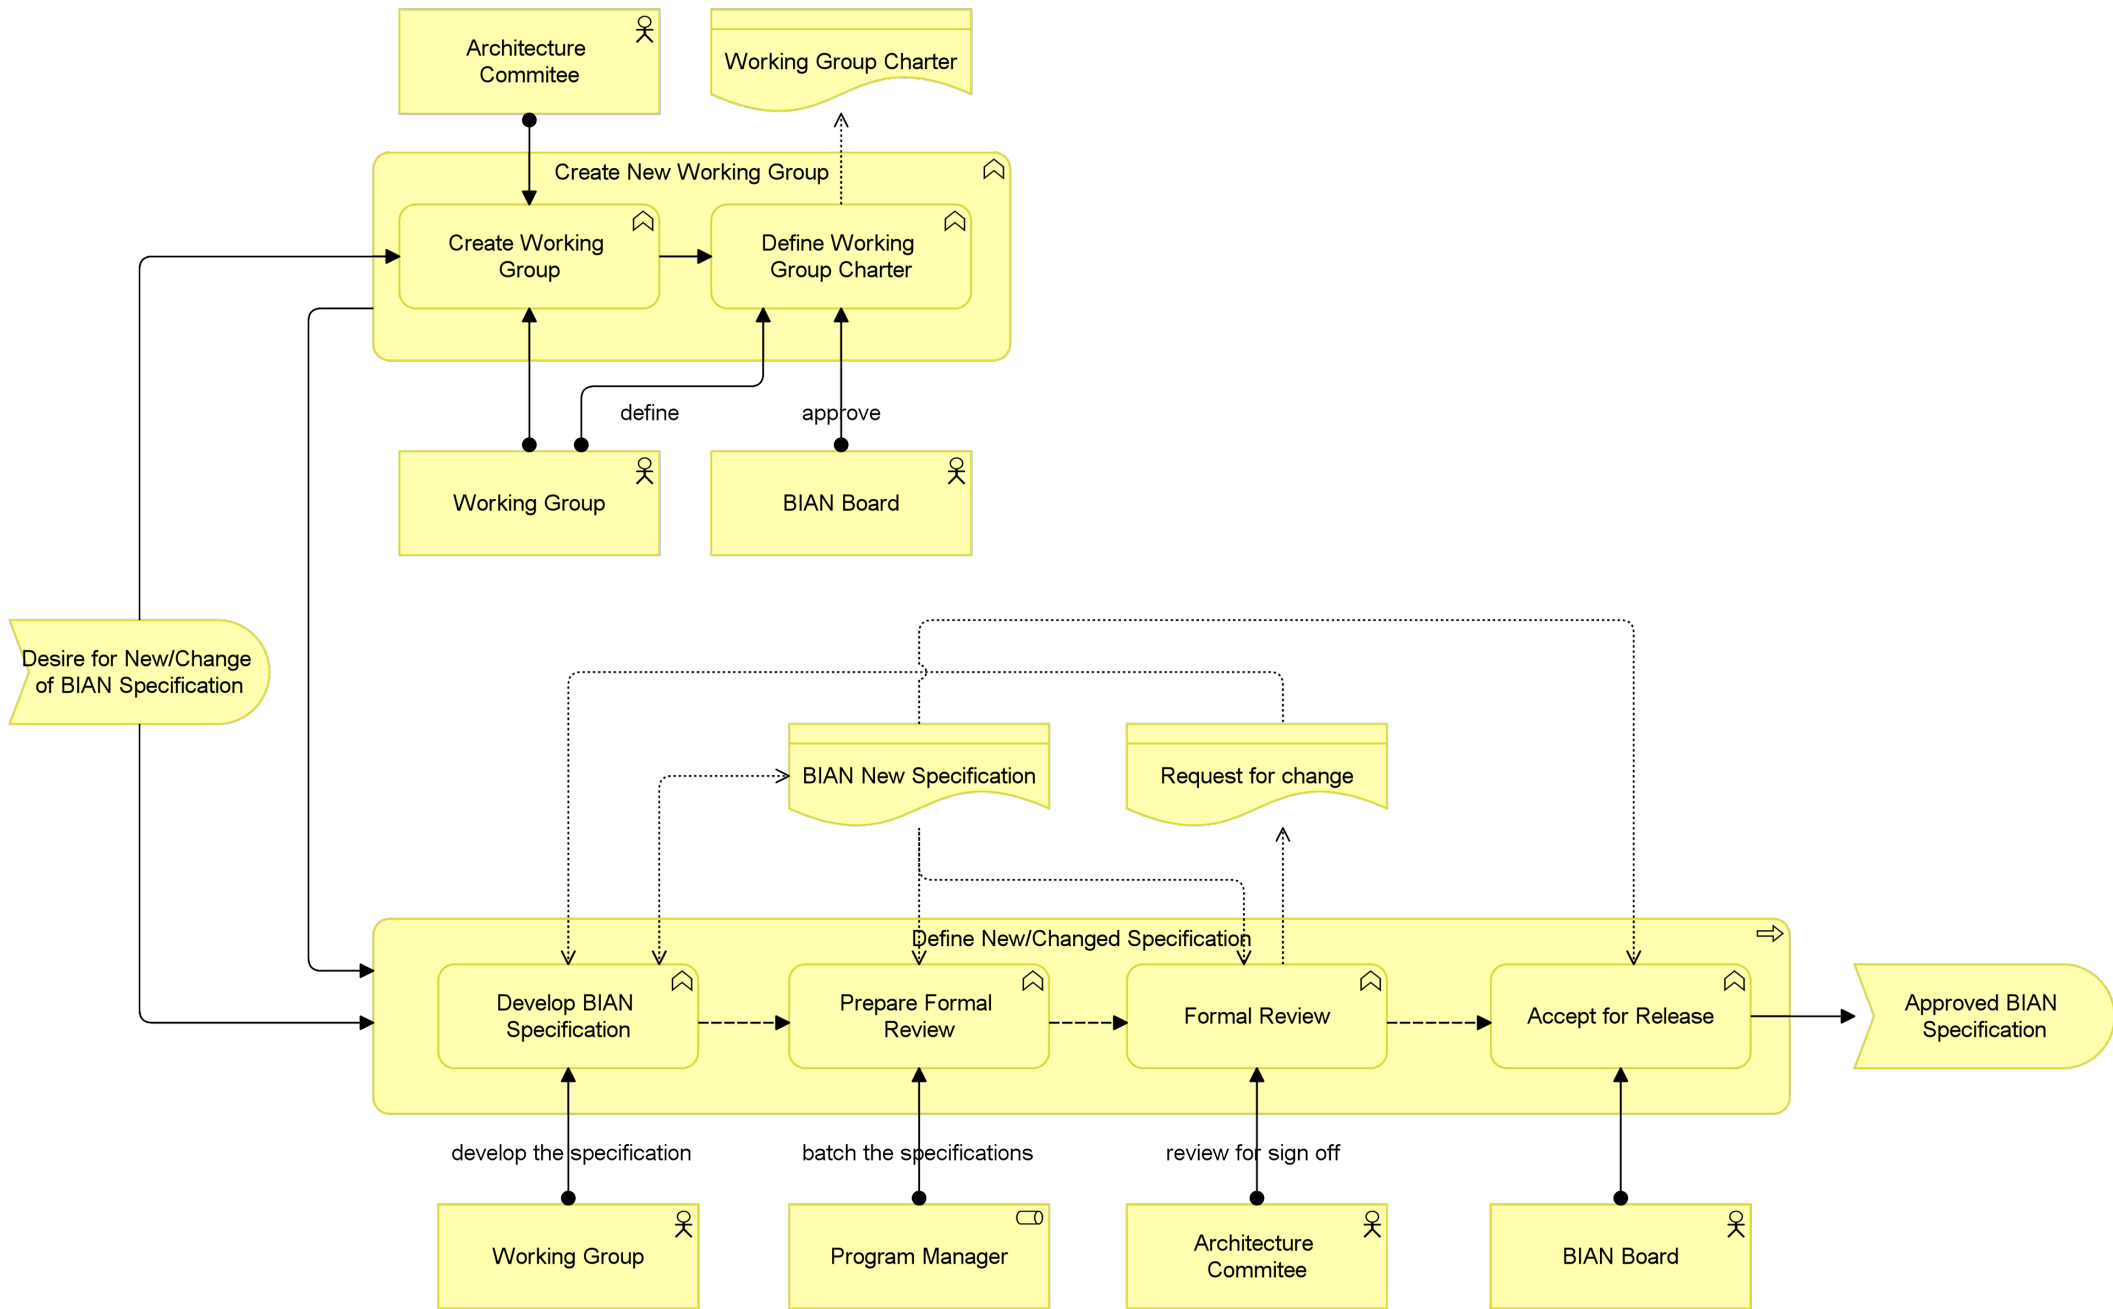 Architecture
Commitee
Working Group Charter
Create New Working Group
Create Working
Group
Define Working
Group Charter
define
approve
Working Group
BIAN Board
Desire for New/Change
of BIAN Specification
BIAN New Specification
Request for change
Define New/Changed Specification
Develop BIAN
Specification
Prepare Formal
Review
Formal Review
Accept for Release
Approved BIAN
Specification
develop the specification
batch the specifications
review for sign off
Working Group
Program Manager
Architecture
Commitee
BIAN Board